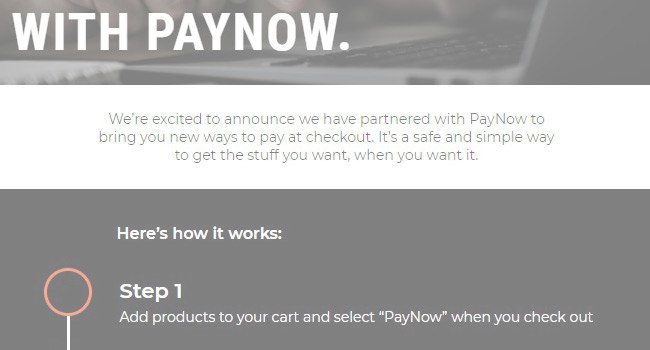 WITH PAYNOW.
We’re excited to announce we have partnered with PayNow to
bring you new ways to pay at checkout. It’s a safe and simple way
to get the stuff you want, when you want it.
Here’s how it works:
Step 1
Add products to your cart and select “PayNow” when you check out